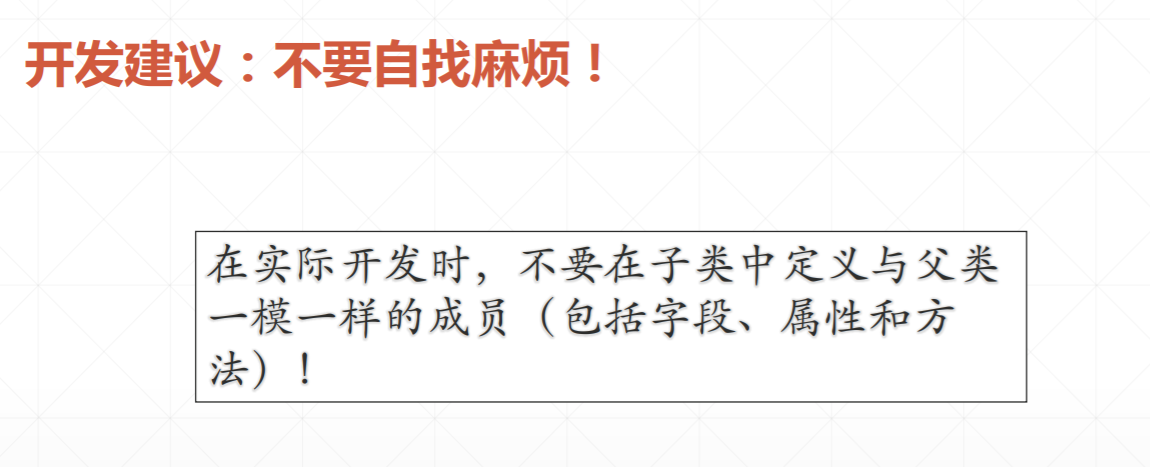 开发建议：不要自找麻烦！
在实际开发时，不要在子类中定义与父类
一模一样的成员（包括字段、属性和方
法）！